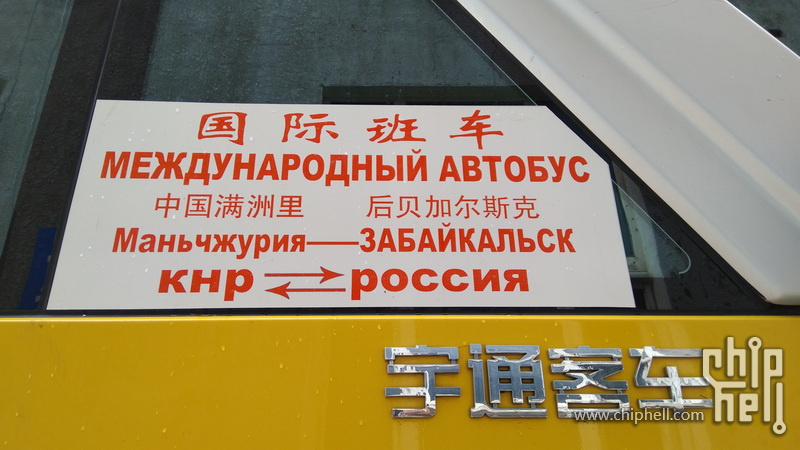 国际班车
МЕЖДУНАРОДНЫЙ АВТОБУС
中国满洲里 后贝加尔斯克
Маньчжурия—ЗАБАЙКАЛЬСК
КНР⇄РОССИЯ
宇通客车
www.chiphell.com
chip hell